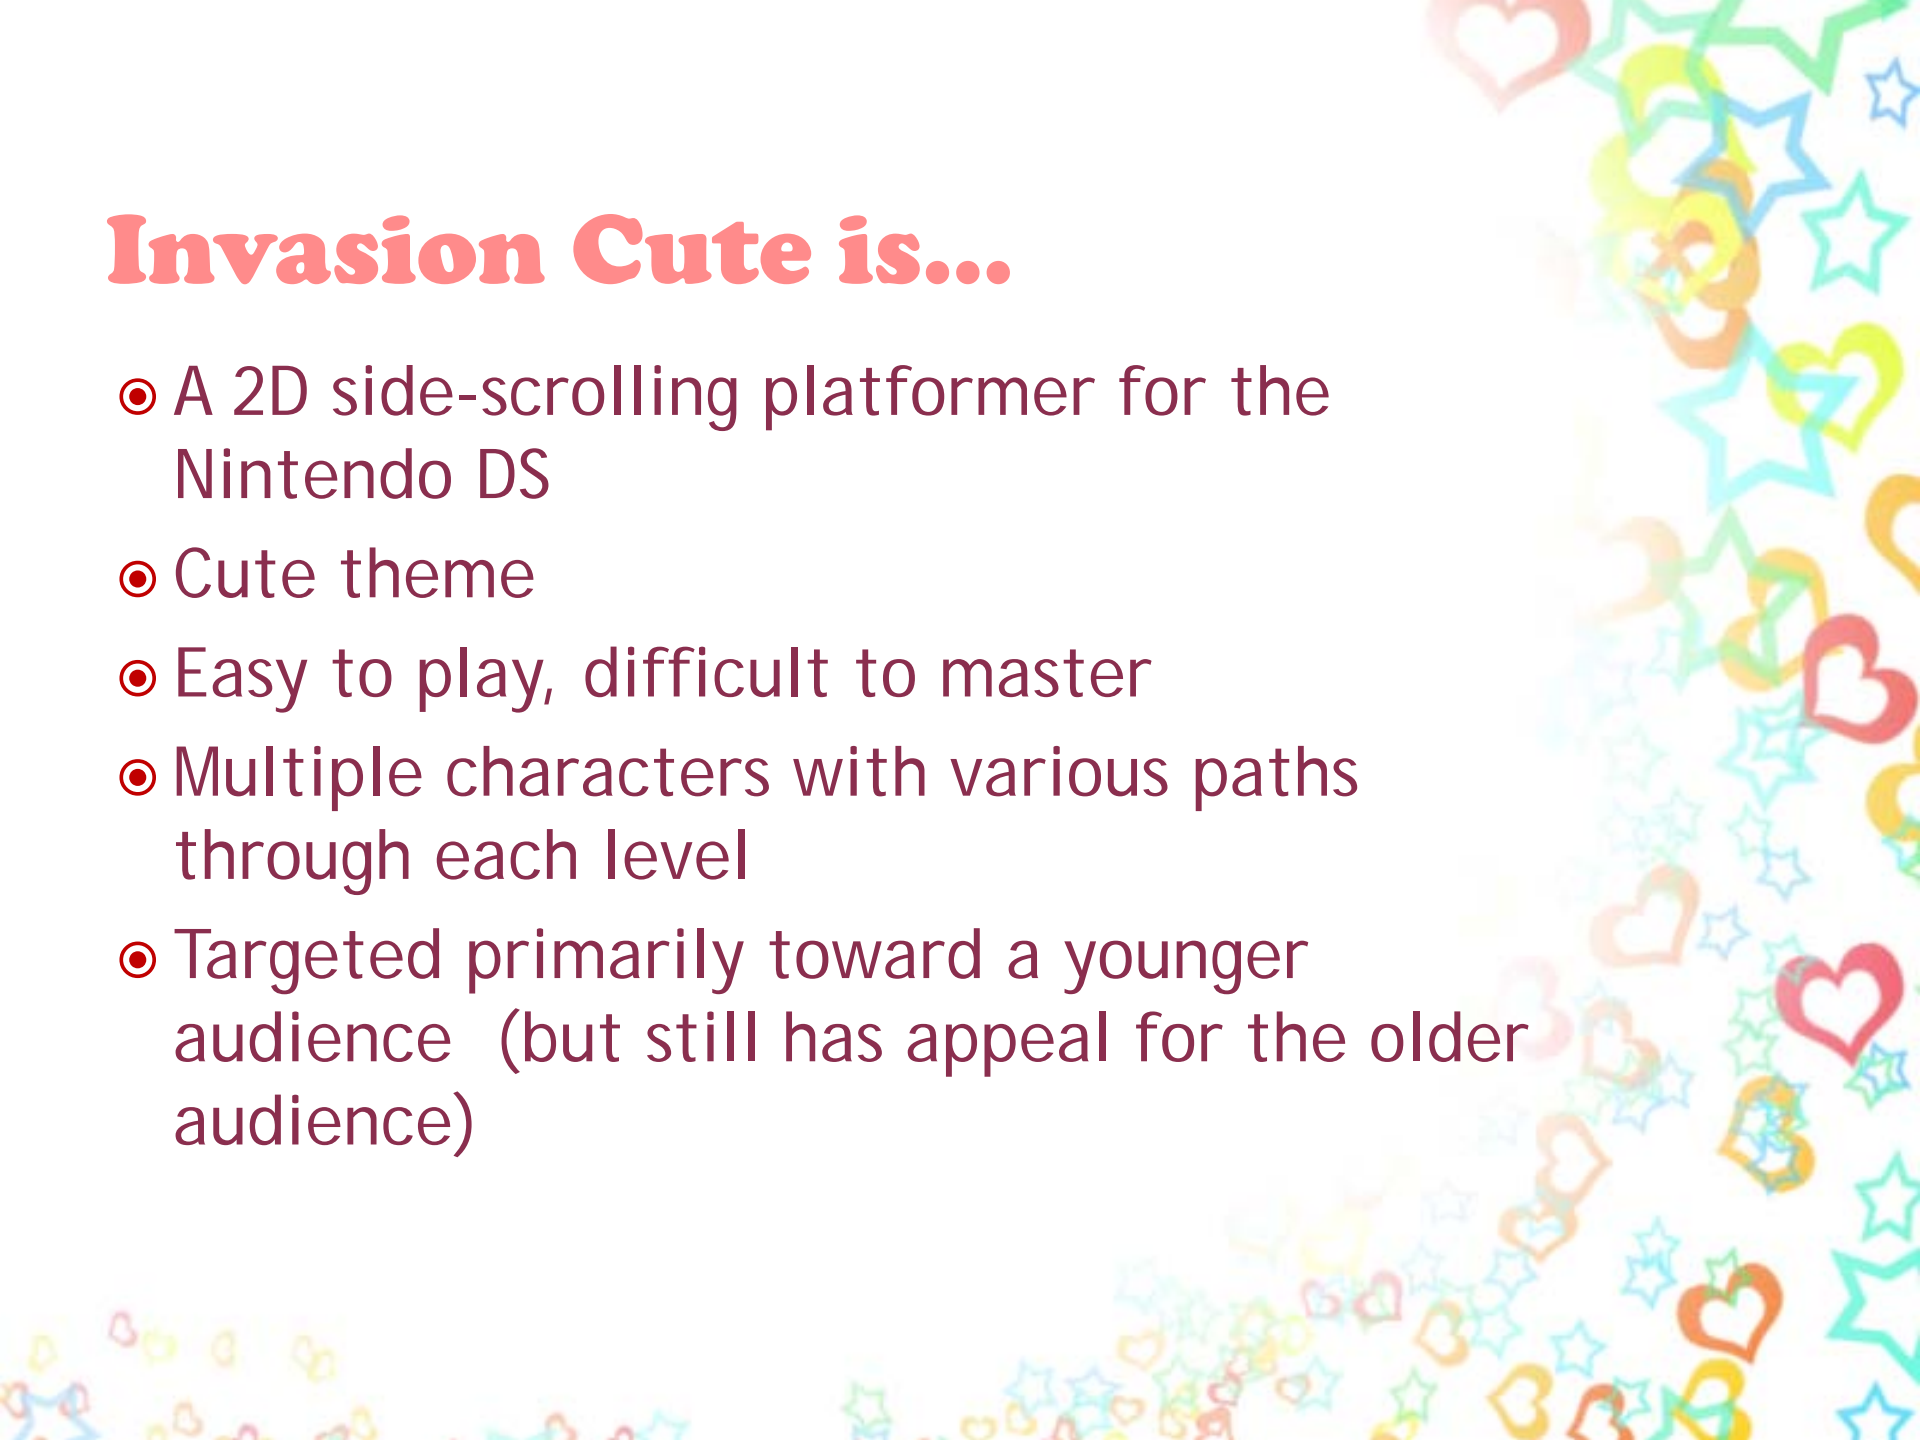 Invasion Cute is...
A 2D side-scrolling platformer for the
Nintendo DS
Cute theme
Easy to play, difficult to master
Multiple characters with various paths
through each level
Targeted primarily toward a younger
audience  (but still has appeal for the older
audience)